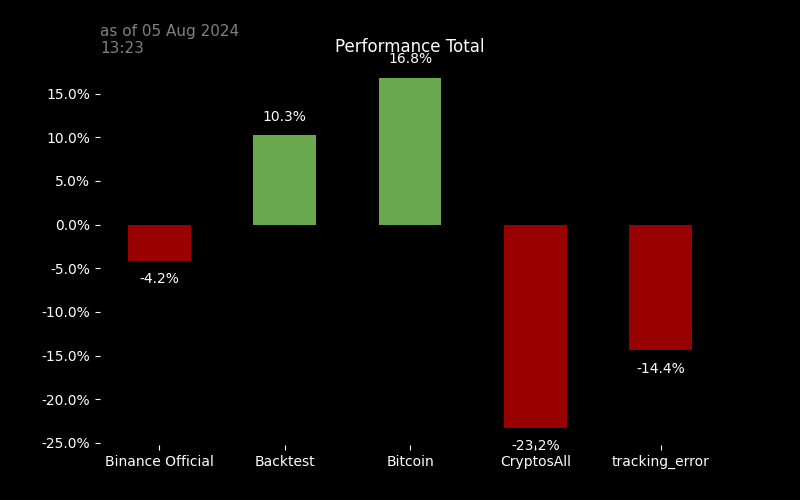 as of 05 Aug 2024
13:23
Performance Total
16.8%
15.0%
10.3%
10.0%
5.0%
0.0%
-4.2%
-5.0%
-10.0%
-15.0%
-14.4%
-20.0%
-25.0%
-23.2%
Binance Official
Backtest
Bitcoin
CryptosAll
tracking_error